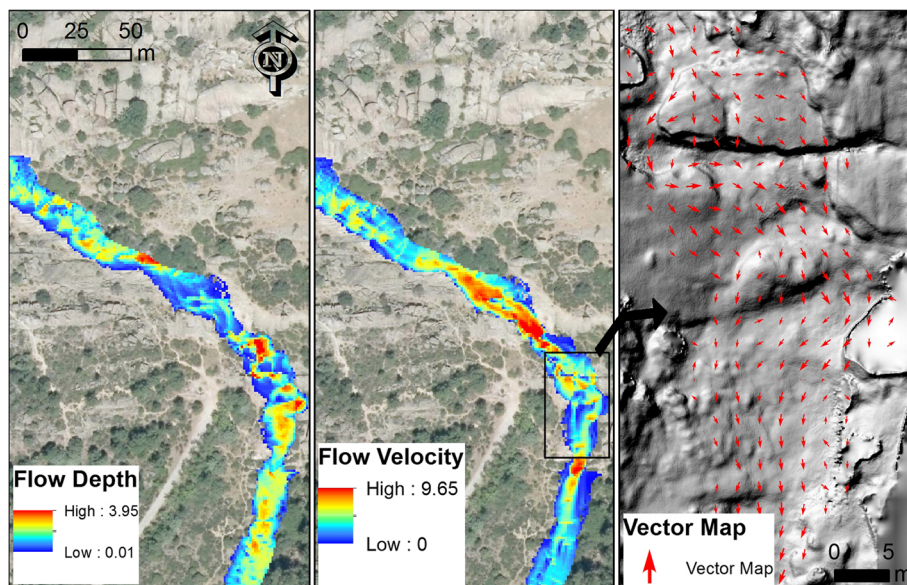 0 25 50
m
N
Flow Depth
High : 3.95
Low : 0.01
Flow Velocity
High : 9.65
Low : 0
Vector Map
Vector Map
0 5
m